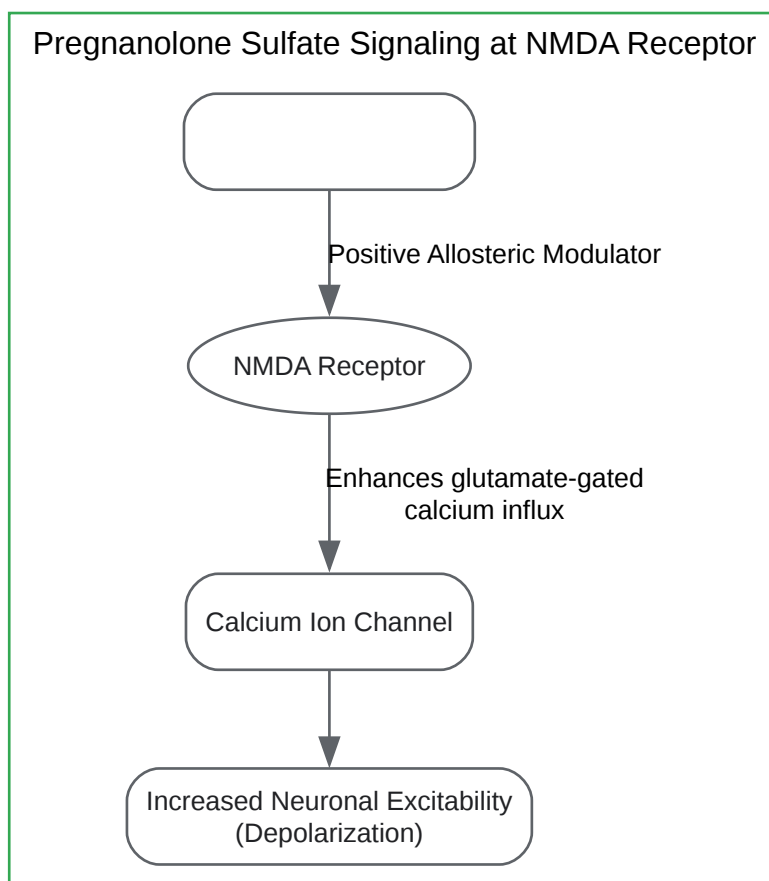 Pregnanolone Sulfate Signaling at NMDA Receptor
Positive Allosteric Modulator
NMDA Receptor
Enhances glutamate-gated
calcium influx
Calcium Ion Channel
Increased Neuronal Excitability
(Depolarization)